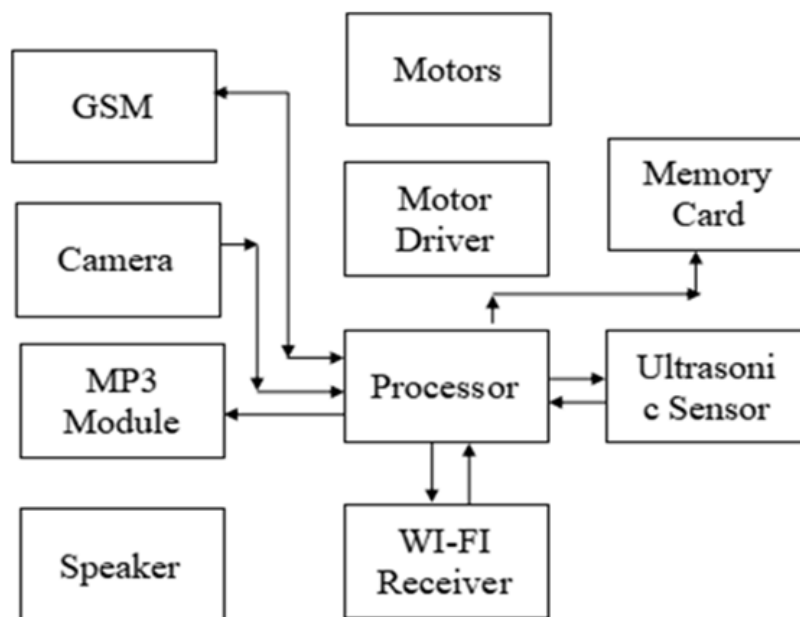 Motors
GSM
Memory
Card
Motor
Driver
Camera
MP3
Module
Processor
Ultrasoni
c Sensor
Speaker
WI-FI
Receiver